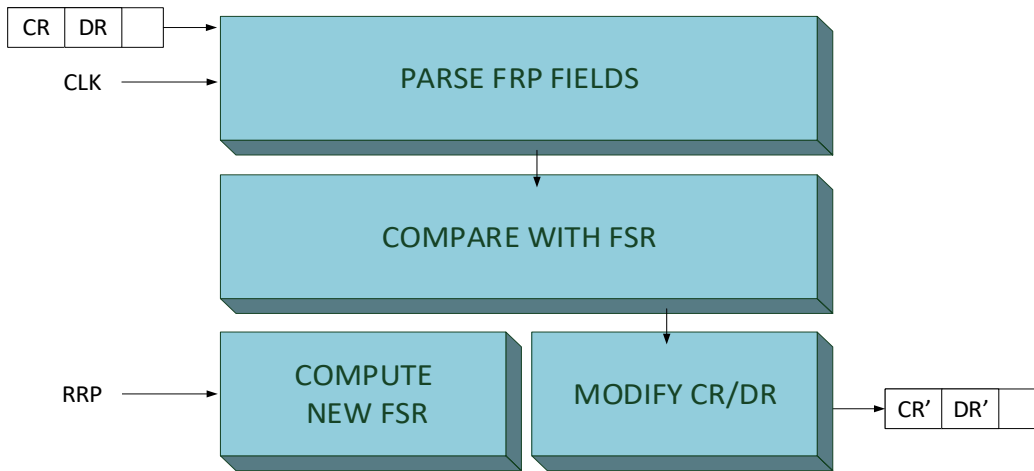 CR DR
CLK
PARSE FRP FIELDS
COMPARE WITH FSR
RRP
COMPUTE
NEW FSR
MODIFY CR/DR
CR’ DR’